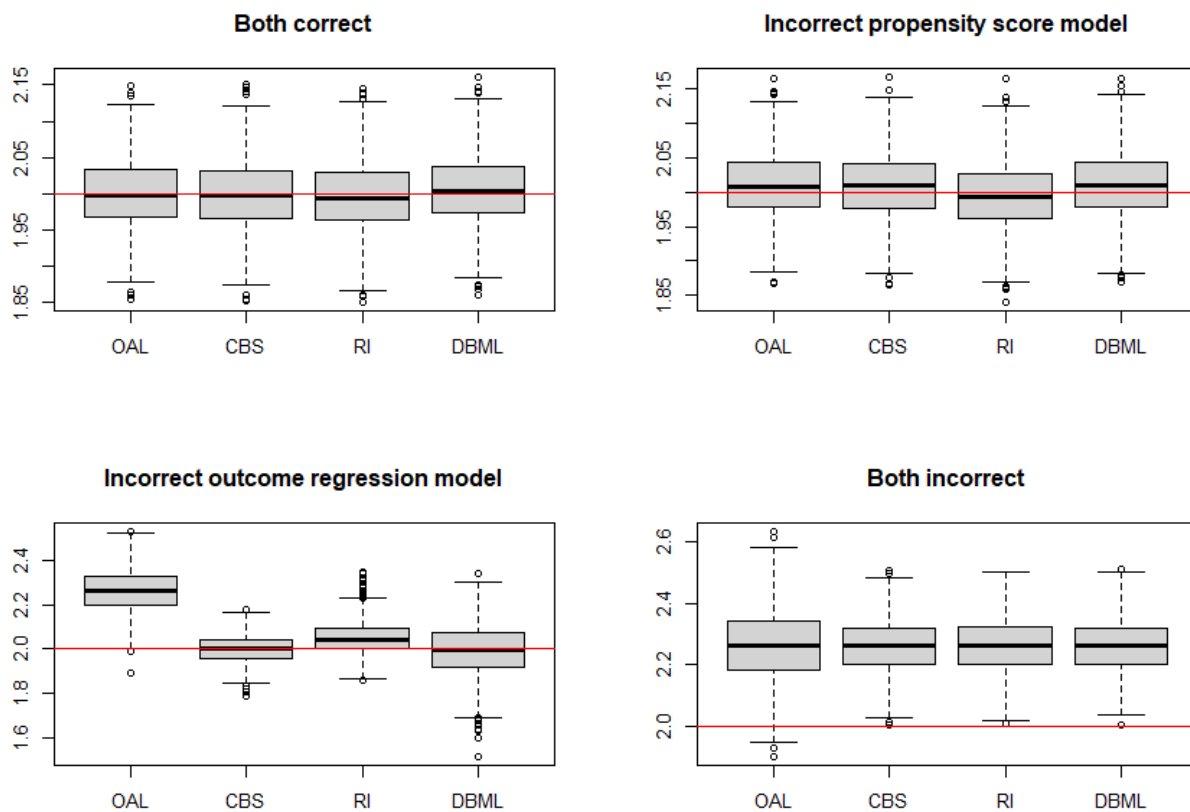 Both correct
2.15
2.05
1.95
1.85
OAL CBS RI DBML
Incorrect propensity score model
2.15
2.05
1.95
1.85
OAL CBS RI DBML
Incorrect outcome regression model
2.4
2.2
2.0
1.8
1.6
OAL CBS RI DBML
Both incorrect
2.6
2.4
2.2
2.0
OAL CBS RI DBML